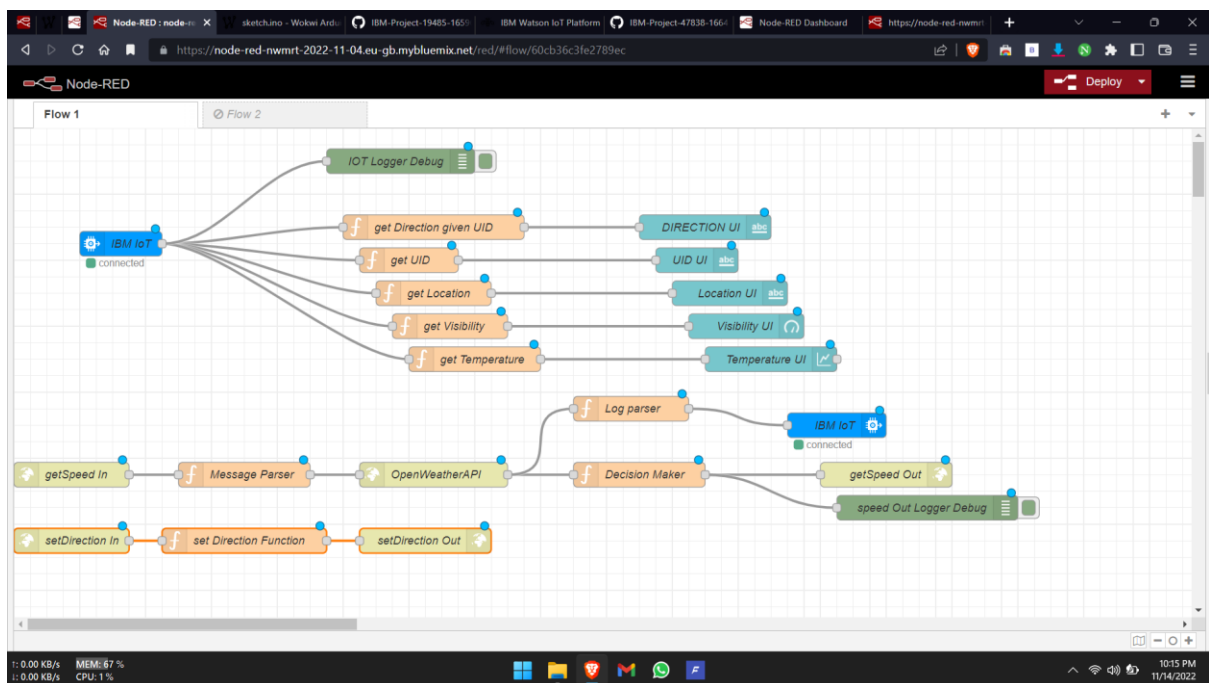 Node-RED : node-re
sketch.ino - Wokwi Ardu
IBM-Project-19485-1659
IBM Watson IoT Platform
IBM-Project-47838-1664
Node-RED Dashboard
https://node-red-nwmrt
https://node-red-nwmrt-2022-11-04.eu-gb.mybluemix.net/red/#flow/60cb36c3fe2789ec
Node-RED
Deploy
Flow 1
Flow 2
IOT Logger Debug
get Direction given UID
DIRECTION UI
abc
IBM IoT
connected
get UID
UID UI
abc
get Location
Location UI
abc
get Visibility
Visibility UI
get Temperature
Temperature UI
Log parser
IBM IoT
connected
getSpeed In
Message Parser
OpenWeatherAPI
Decision Maker
getSpeed Out
speed Out Logger Debug
setDirection In
set Direction Function
setDirection Out
0.00 KB/s MEM: 67 %
0.00 KB/s CPU: 1 %
10:15 PM
11/14/2022